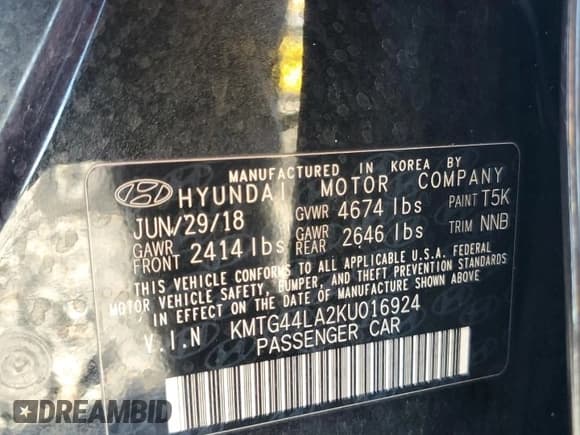 MANUFACTURED IN KOREA BY
HYUNDAI MOTOR COMPANY
JUN/29/18 GVWR 4674 lbs PAINT T5K
GAWR FRONT 2414 lbs GAWR REAR 2646 lbs TRIM NNB
THIS VEHICLE CONFORMS TO ALL APPLICABLE U.S.A. FEDERAL
MOTOR VEHICLE SAFETY, BUMPER, AND THEFT PREVENTION STANDARDS
IN EFFECT ON THE DATE OF MANUFACTURE SHOWN ABOVE.
V.I.N KMTG44LA2KU016924
PASSENGER CAR
DREAMBID